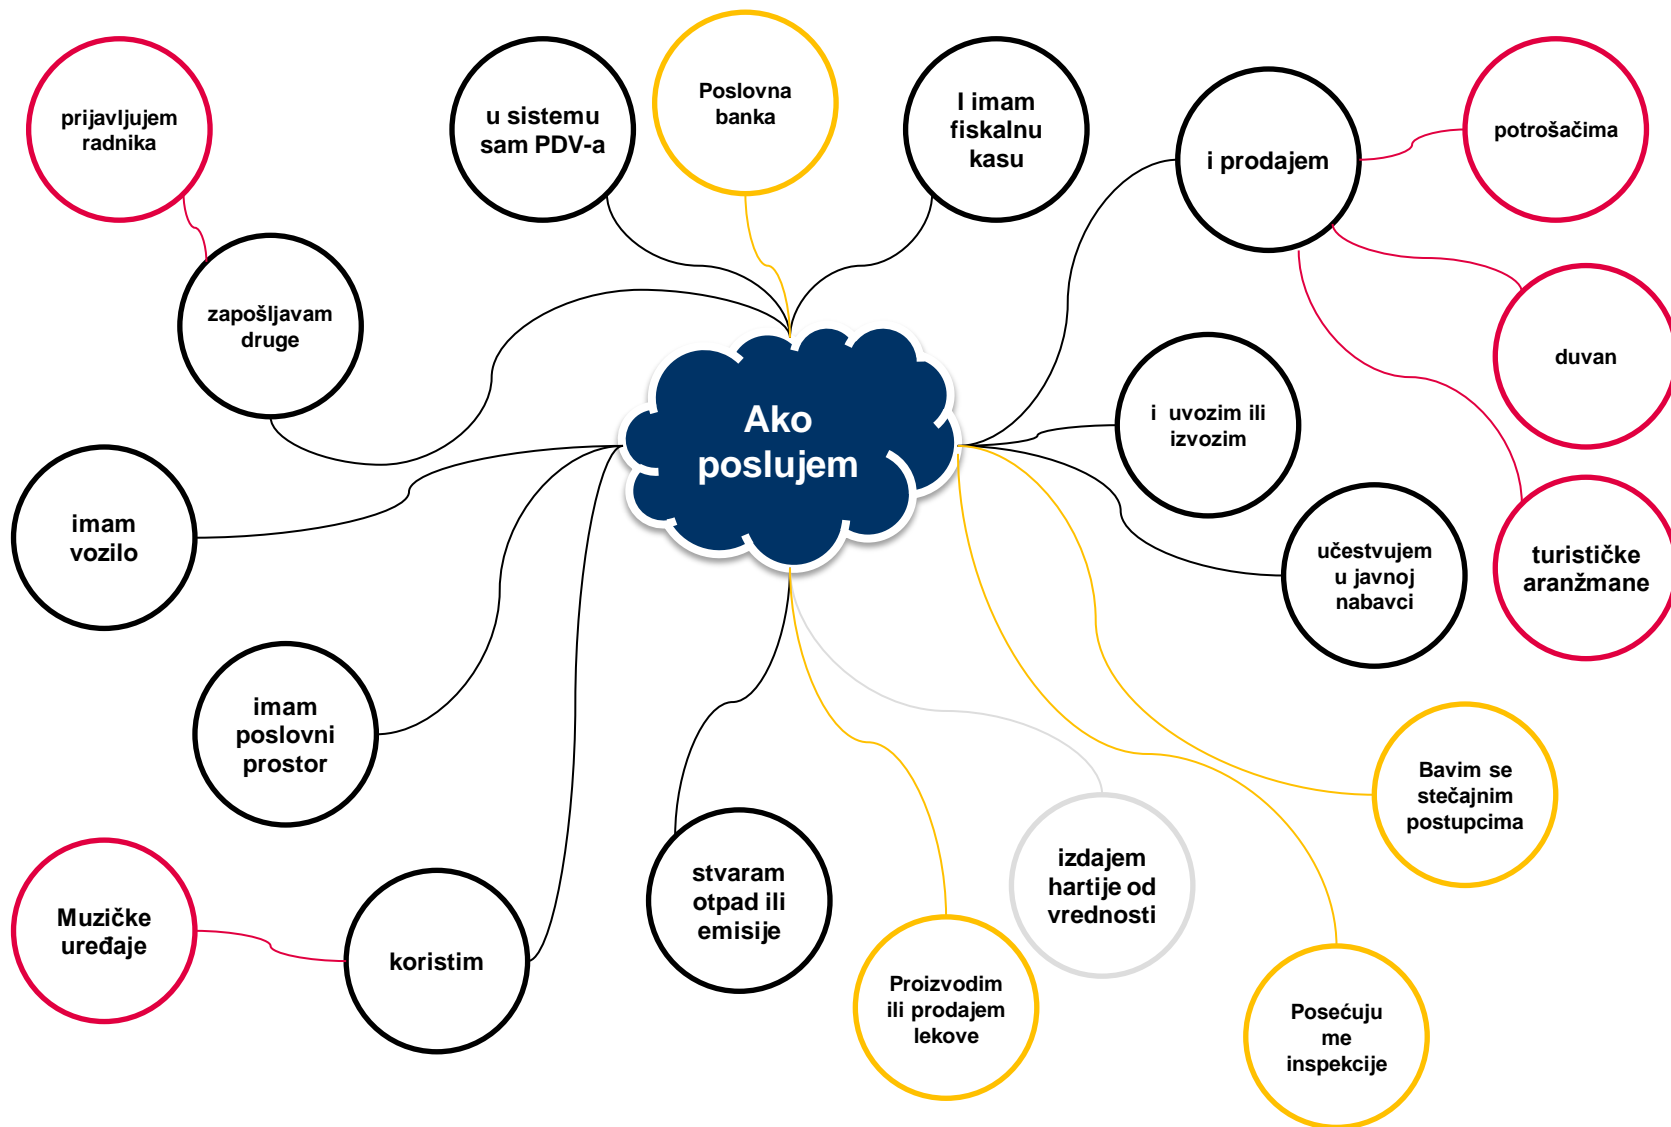 prijavljujem
radnika
u sistemu
sam PDV-a
Poslovna
banka
I imam
fiskalnu
kasu
i prodajem
potrošačima
zapošljavam
druge
duvan
Ako
poslujem
i uvozim ili
izvozim
imam
vozilo
učestvujem
u javnoj
nabavci
turističke
aranžmane
imam
poslovni
prostor
Bavim se
stečajnim
postupcima
stvaram
otpad ili
emisije
izdajem
hartije od
vrednosti
Muzičke
uređaje
koristim
Proizvodim
ili prodajem
lekove
Posećuju
me
inspekcije